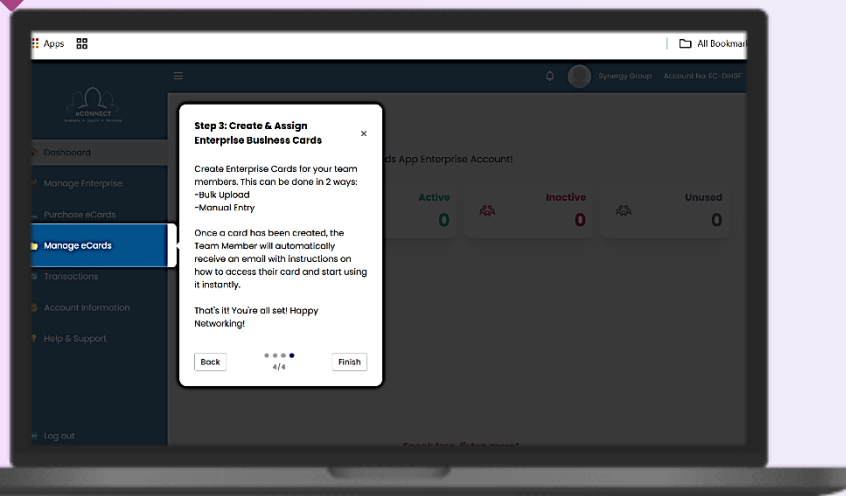 Apps
All Bookmar
eCONNECT
Synergy Group
Account No: EC-DIH9F
Dashboard
Manage Enterprise
Purchase eCards
Manage eCards
Transactions
Account Information
Help & Support
Log out
Step 3: Create & Assign
Enterprise Business Cards
×
Create Enterprise Cards for your team
members. This can be done in 2 ways:
-Bulk Upload
-Manual Entry
Once a card has been created, the
Team Member will automatically
receive an email with instructions on
how to access their card and start using
it instantly.
That's it! You're all set! Happy
Networking!
Back
4/4
Finish
ds App Enterprise Account!
Active
0
Inactive
0
Unused
0